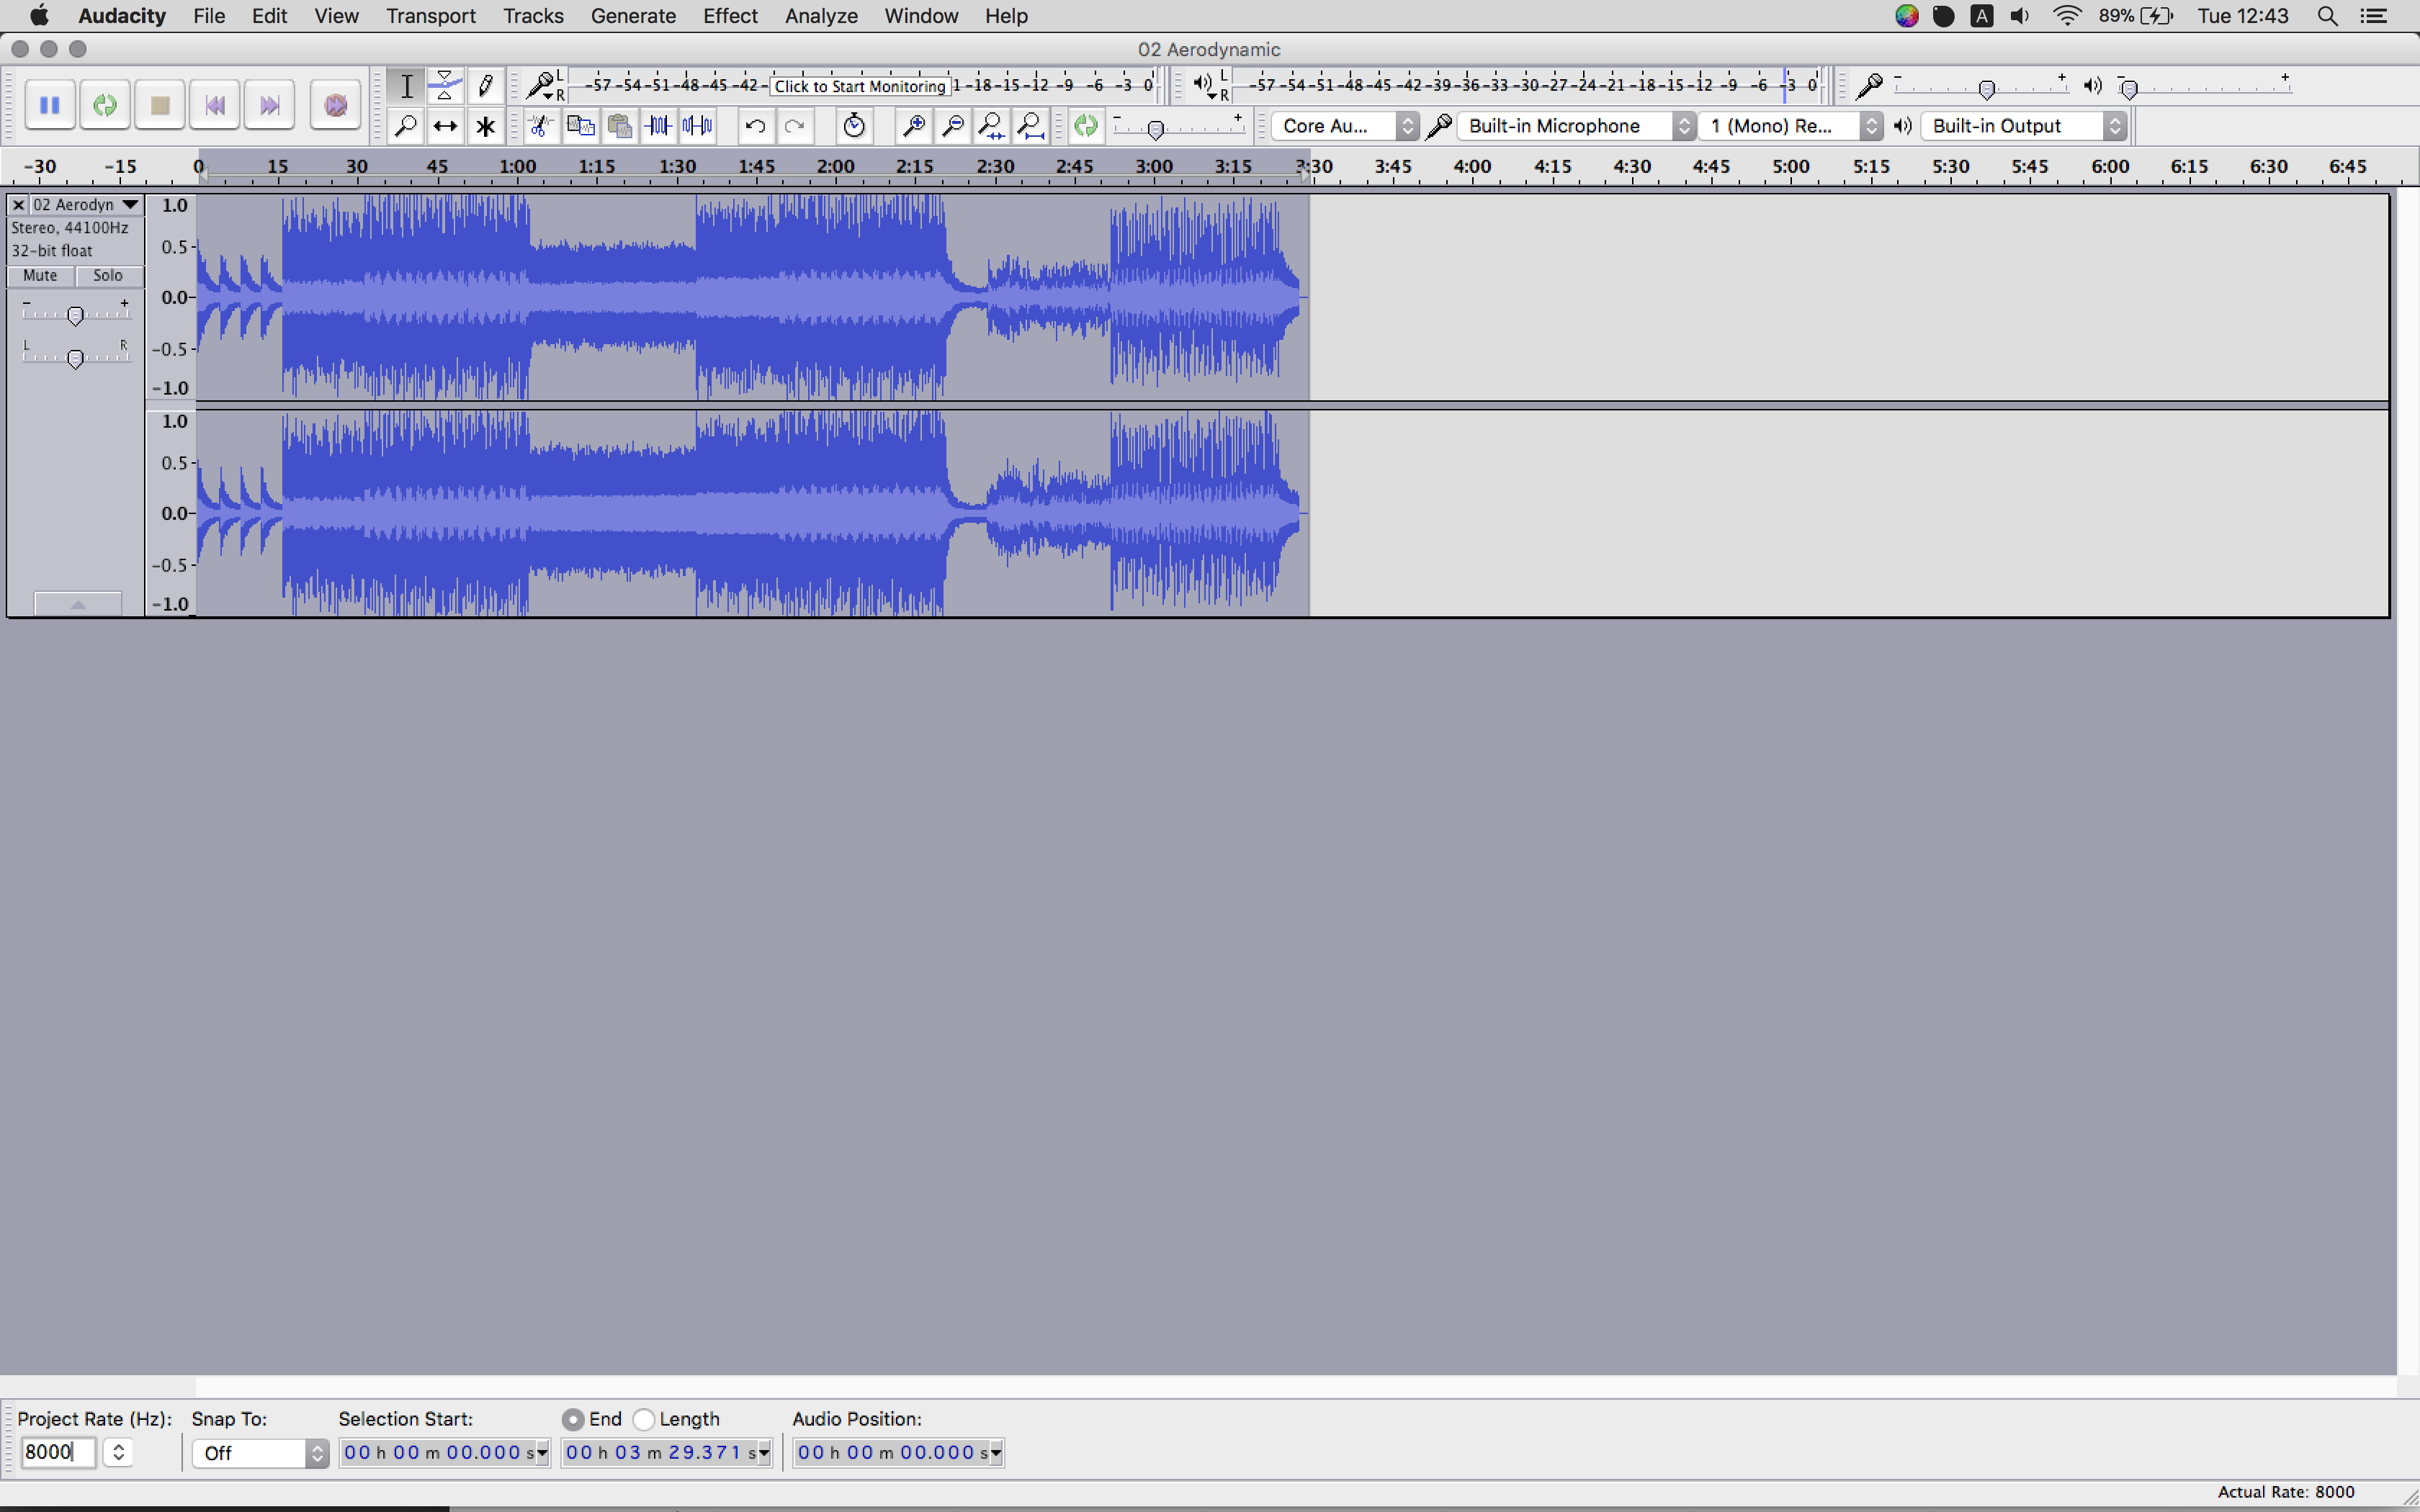 Audacity File Edit View Transport Tracks Generate Effect Analyze Window Help A 89% Tue 12:43
02 Aerodynamic
L R -57 -54 -51 -48 -45 -42 - Click to Start Monitoring 1 -18 -15 -12 -9 -6 -3 0 L R -57 -54 -51 -48 -45 -42 -39 -36 -33 -30 -27 -24 -21 -18 -15 -12 -9 -6 -3 0 - + - +
- + Core Au... Built-in Microphone 1 (Mono) Re... Built-in Output
-30 -15 0 15 30 45 1:00 1:15 1:30 1:45 2:00 2:15 2:30 2:45 3:00 3:15 3:30 3:45 4:00 4:15 4:30 4:45 5:00 5:15 5:30 5:45 6:00 6:15 6:30 6:45
02 Aerodyn 1.0
Stereo, 44100Hz
32-bit float 0.5
Mute Solo
- + 0.0
L R -0.5
-1.0
1.0
0.5
0.0
-0.5
-1.0
Project Rate (Hz): Snap To: Selection Start: End Length Audio Position:
8000 Off 00 h 00 m 00.000 s 00 h 03 m 29.371 s 00 h 00 m 00.000 s
Actual Rate: 8000